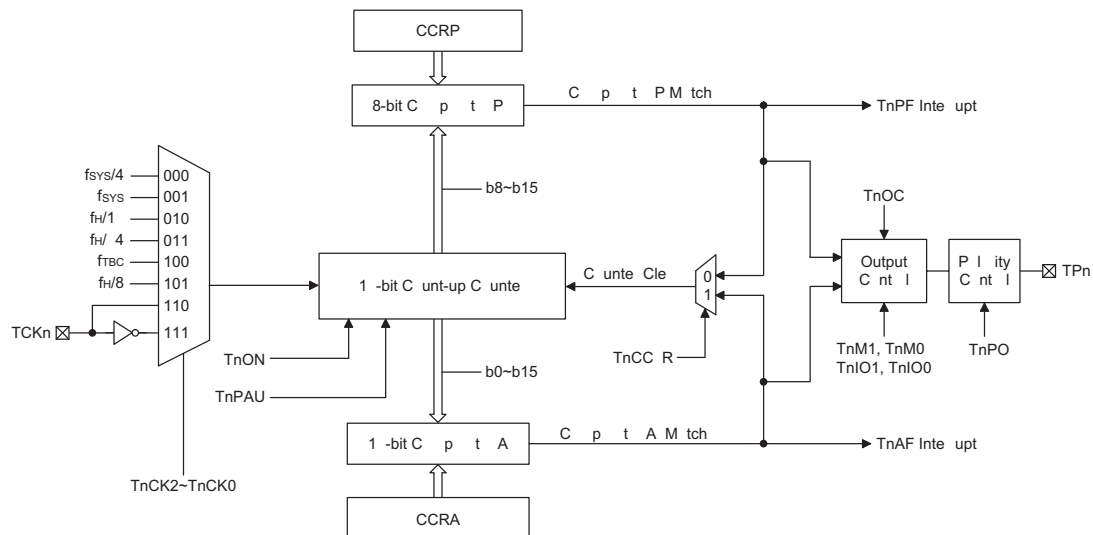 CCRP
8-bit C p t P
C p t P M tch
TnPF Inte upt
b8~b15
fSYS/4
000
fSYS
001
fH/1
010
fH/ 4
011
fTBC
100
fH/8
101
110
TCKn
111
1 -bit C unt-up C unte
C unte Cle
0
1
TnOC
Output
C nt l
P l ity
C nt l
TPn
TnON
TnPAU
TnCC R
TnM1, TnM0
TnIO1, TnIO0
TnPO
b0~b15
1 -bit C p t A
C p t A M tch
TnAF Inte upt
TnCK2~TnCK0
CCRA